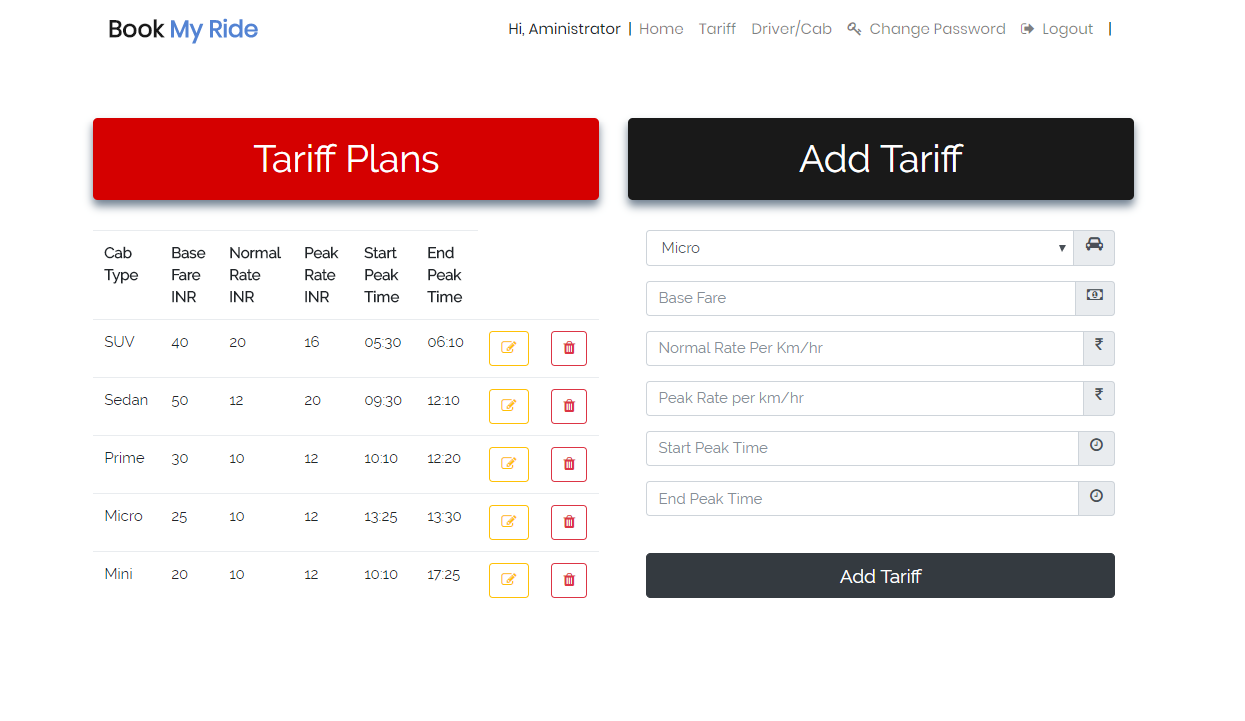 Book My Ride
Hi, Aministrator | Home Tariff Driver/Cab Change Password Logout |
Tariff Plans
Cab Type Base Fare INR Normal Rate INR Peak Rate INR Start Peak Time End Peak Time
SUV 40 20 16 05:30 06:10
Sedan 50 12 20 09:30 12:10
Prime 30 10 12 10:10 12:20
Micro 25 10 12 13:25 13:30
Mini 20 10 12 10:10 17:25
Add Tariff
Micro
Base Fare
Normal Rate Per Km/hr
₹
Peak Rate per km/hr
₹
Start Peak Time
End Peak Time
Add Tariff